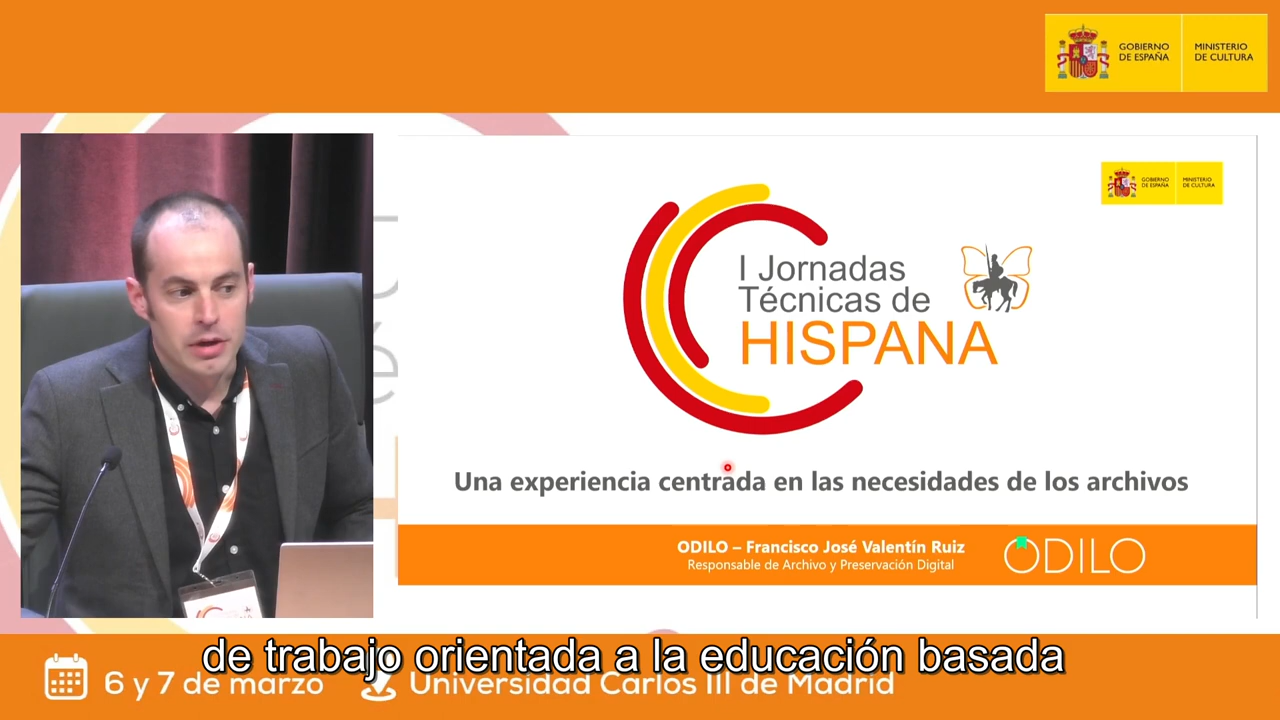 GOBIERNO
DE ESPAÑA
MINISTERIO
DE CULTURA
GOBIERNO
DE ESPAÑA
MINISTERIO
DE CULTURA
I Jornadas
Técnicas de
HISPANA
Una experiencia centrada en las necesidades de los archivos
ODILO – Francisco José Valentín Ruiz
Responsable de Archivo y Preservación Digital
ODILO
de trabajo orientada a la educación basada
6 y 7 de marzo
Universidad Carlos III de Madrid